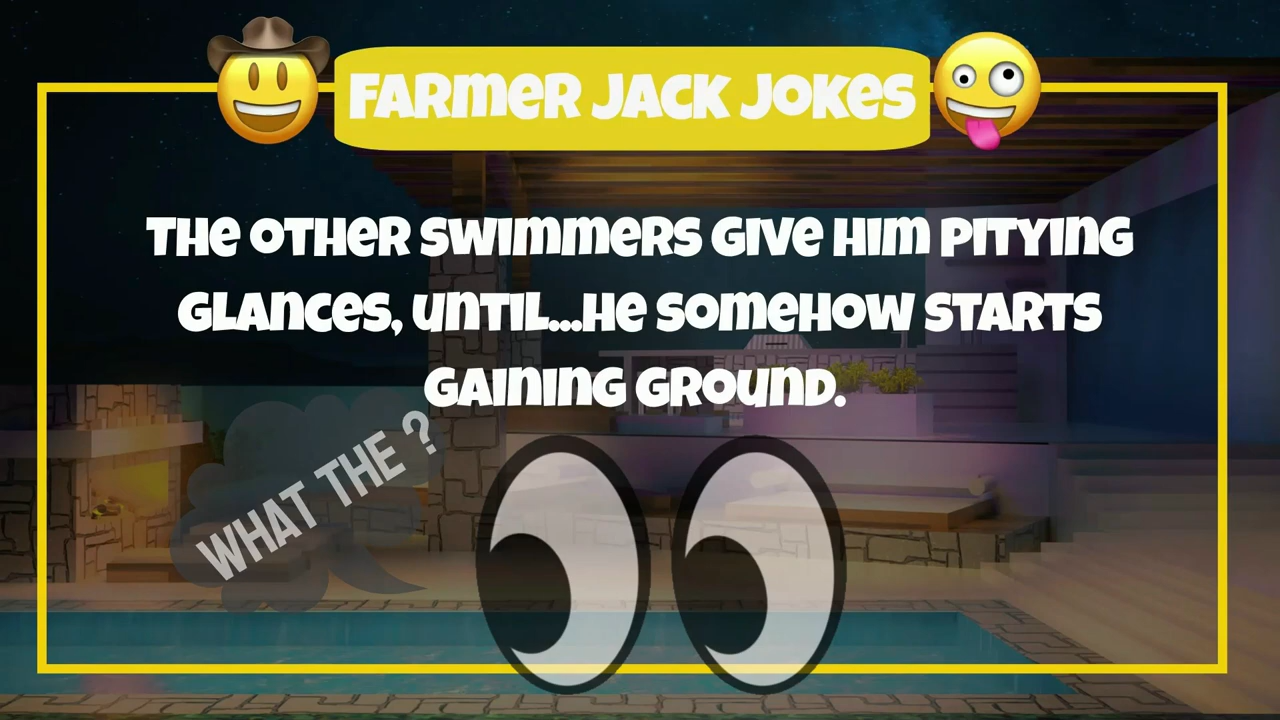 FARMER JACK JOKES
THE OTHER SWIMMERS GIVE HIM PITYING
GLANCES, UNTIL...HE SOMEHOW STARTS
GAINING GROUND.
WHAT THE ?